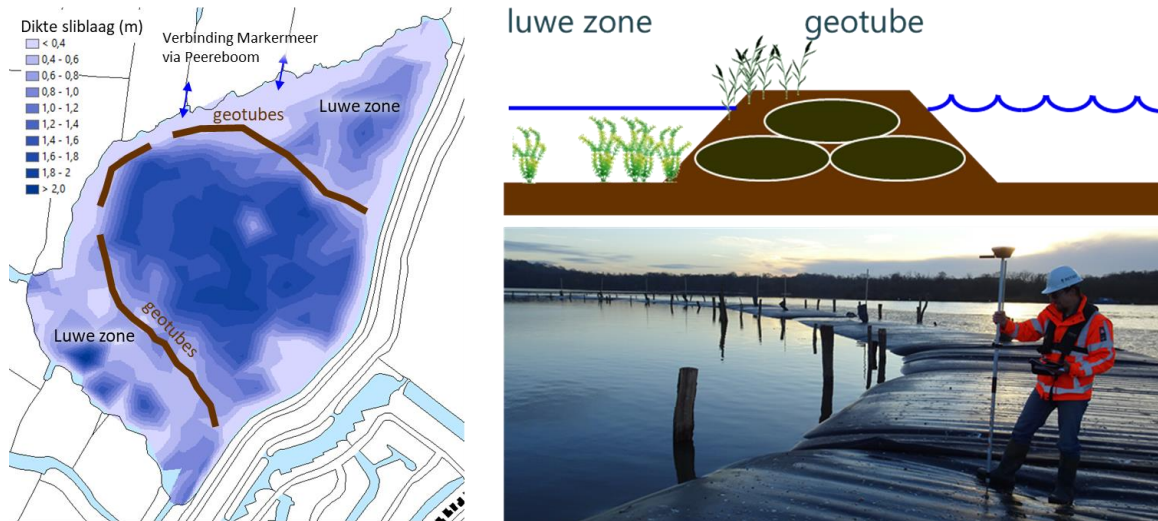 Dikte sliblaag (m)
< 0,4
0,4 - 0,6
0,6 - 0,8
0,8 - 1,0
1,0 - 1,2
1,2 - 1,4
1,4 - 1,6
1,6 - 1,8
1,8 - 2
> 2,0
Verbinding Markermeer
via Peereboom
geotubes
Luwe zone
Luwe zone
geotubes
luwe zone
geotube